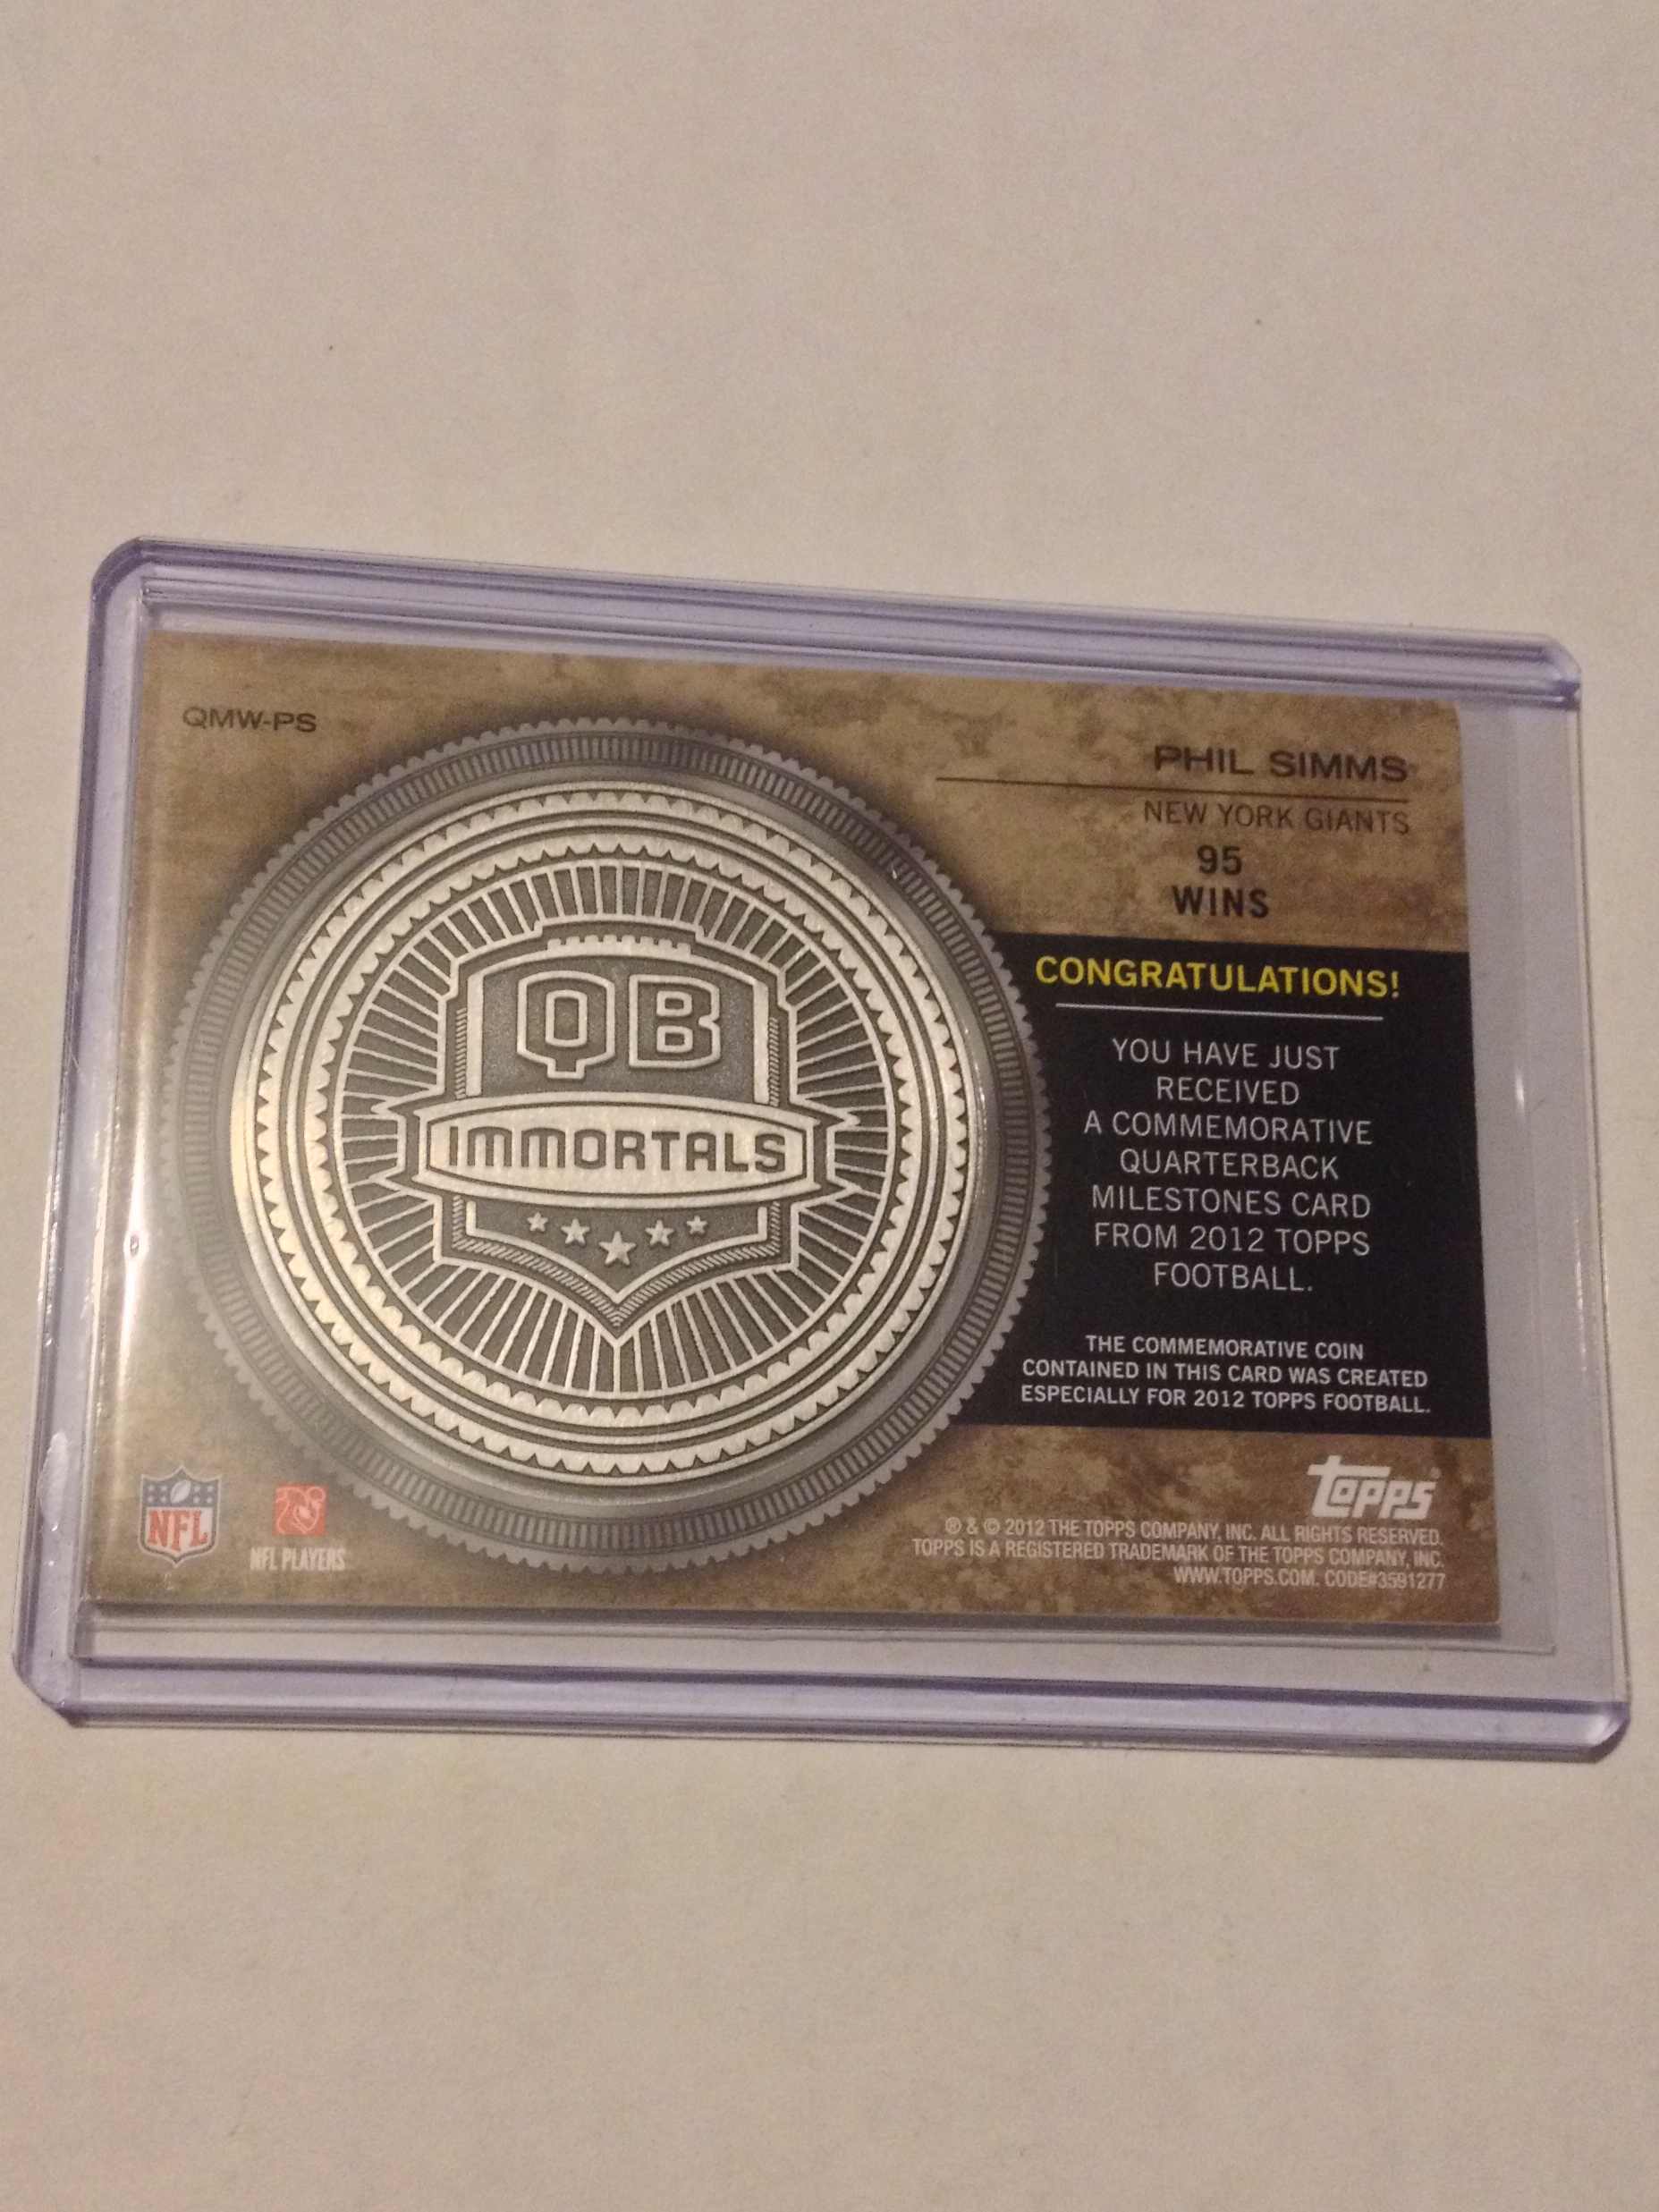 QMW-PS
PHIL SIMMS
NEW YORK GIANTS
95
WINS
QB
IMMORTALS
CONGRATULATIONS!
YOU HAVE JUST
RECEIVED
A COMMEMORATIVE
QUARTERBACK
MILESTONES CARD
FROM 2012 TOPPS
FOOTBALL.
THE COMMEMORATIVE COIN
CONTAINED IN THIS CARD WAS CREATED
ESPECIALLY FOR 2012 TOPPS FOOTBALL.
topps
NFL
NFL PLAYERS
® & © 2012 THE TOPPS COMPANY, INC. ALL RIGHTS RESERVED.
TOPPS IS A REGISTERED TRADEMARK OF THE TOPPS COMPANY, INC.
WWW.TOPPS.COM. CODE#3591277